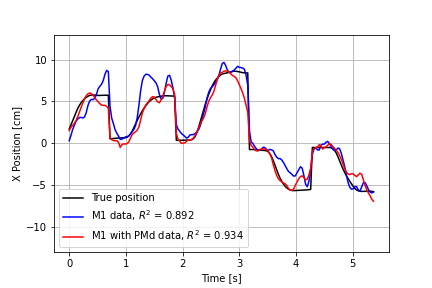 10
5
0
−5
−10
X Position [cm]
True position
M1 data, R² = 0.892
M1 with PMd data, R² = 0.934
0 1 2 3 4 5
Time [s]